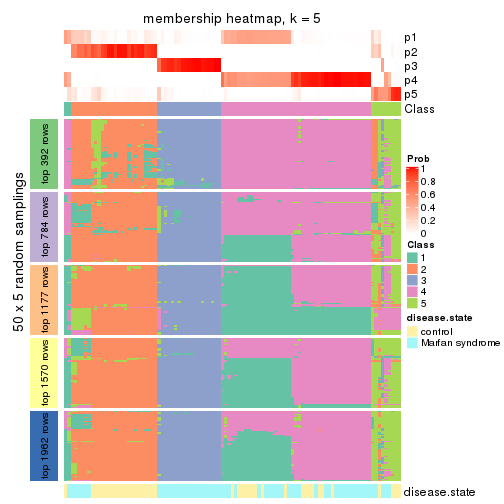 membership heatmap, k = 5
p1
p2
p3
p4
p5
Class
50 x 5 random samplings
top 392 rows
top 784 rows
top 1177 rows
top 1570 rows
top 1962 rows
disease.state
Prob
1
0.8
0.6
0.4
0.2
0
Class
1
2
3
4
5
disease.state
control
Marfan syndrome